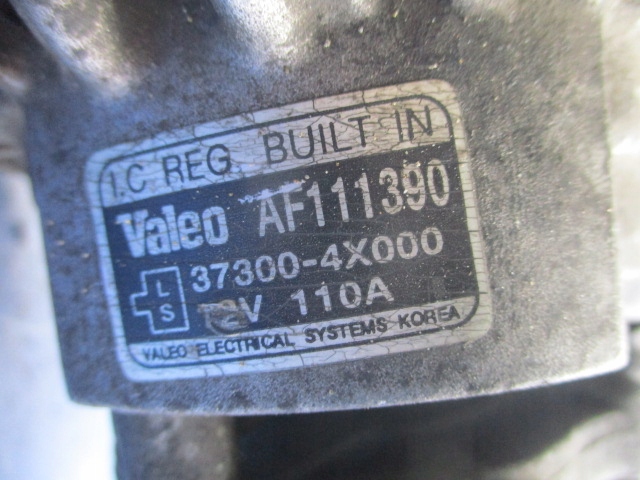 I.C REG. BUILT IN
Valeo AF111390
37300-4X000
L
S
12V 110A
VALEO ELECTRICAL SYSTEMS KOREA